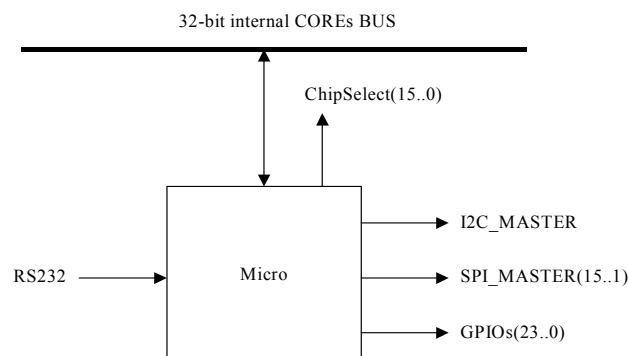 32-bit internal COREs BUS
ChipSelect(15..0)
I2C_MASTER
RS232
Micro
SPI_MASTER(15..1)
GPIOs(23..0)